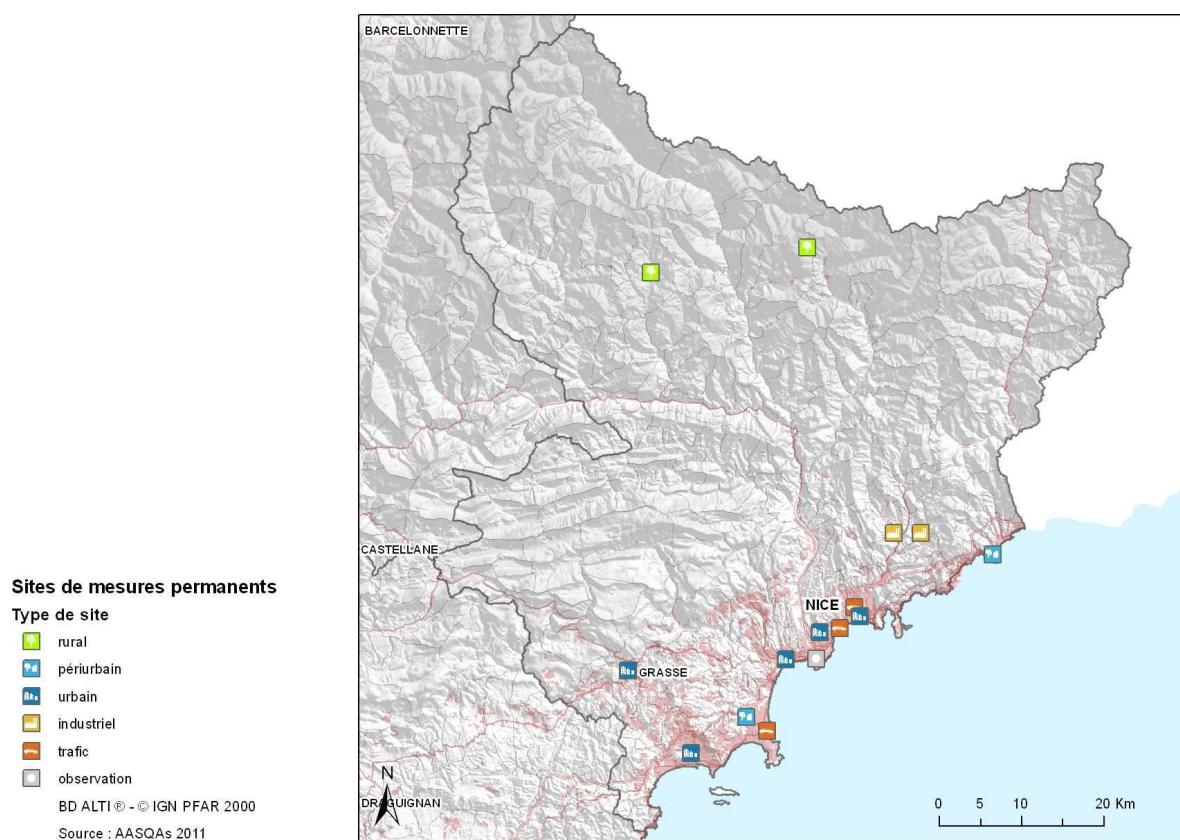 BARCELONNETTE
CASTELLANE
NICE
GRASSE
DRAGUIGNAN
N
0 5 10 20 Km
Sites de mesures permanents
Type de site
rural
périurbain
urbain
industriel
trafic
observation
BD ALTI ® - © IGN PFAR 2000
Source : AASQAs 2011